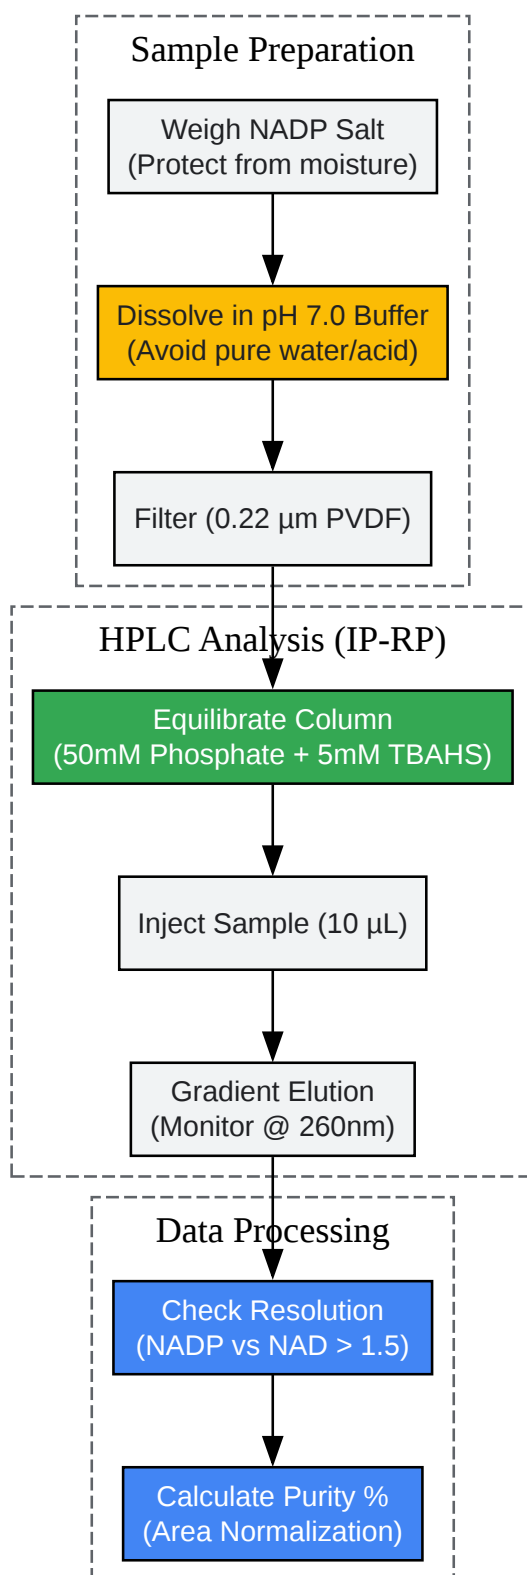 Sample Preparation
Weigh NADP Salt
(Protect from moisture)
Dissolve in pH 7.0 Buffer
(Avoid pure water/acid)
Filter (0.22 µm PVDF)
HPLC Analysis (IP-RP)
Equilibrate Column
(50mM Phosphate + 5mM TBAHS)
Inject Sample (10 µL)
Gradient Elution
(Monitor @ 260nm)
Data Processing
Check Resolution
(NADP vs NAD > 1.5)
Calculate Purity %
(Area Normalization)